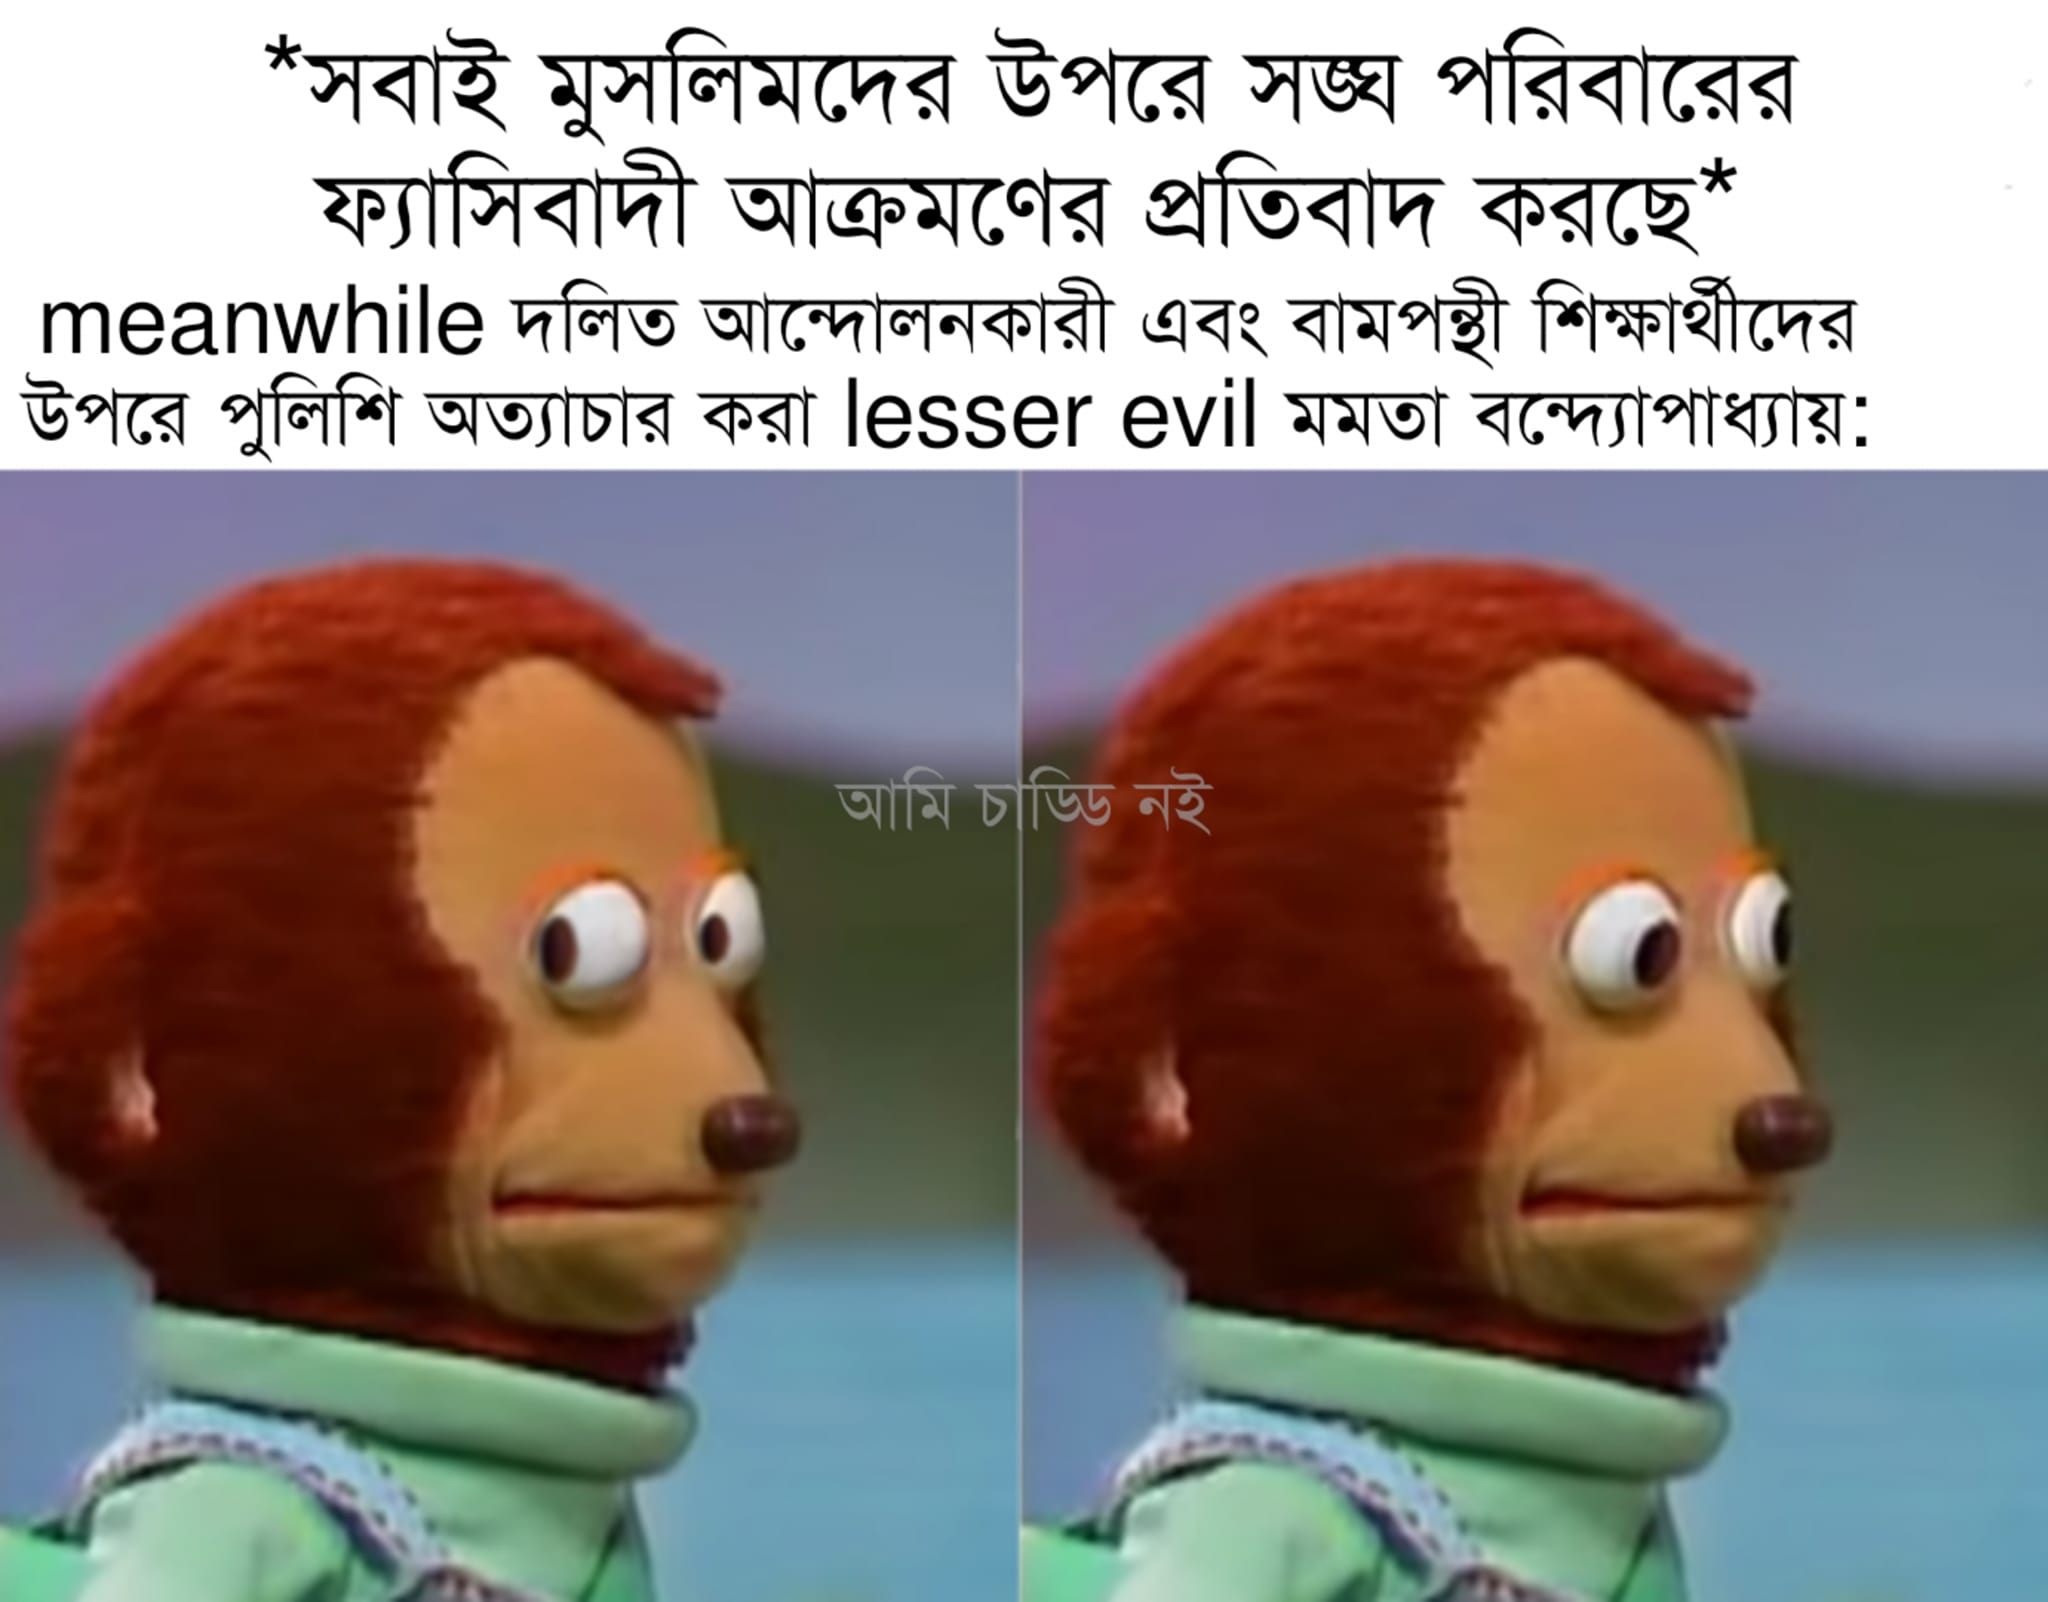 *সবাই মুসলিমদের উপরে সঙ্ঘ পরিবারের
ফ্যাসিবাদী আক্রমণের প্রতিবাদ করছে*
meanwhile দলিত আন্দোলনকারী এবং বামপন্থী শিক্ষার্থীদের
উপরে পুলিশি অত্যাচার করা lesser evil মমতা বন্দ্যোপাধ্যায়:
আমি চাড্ডি নই